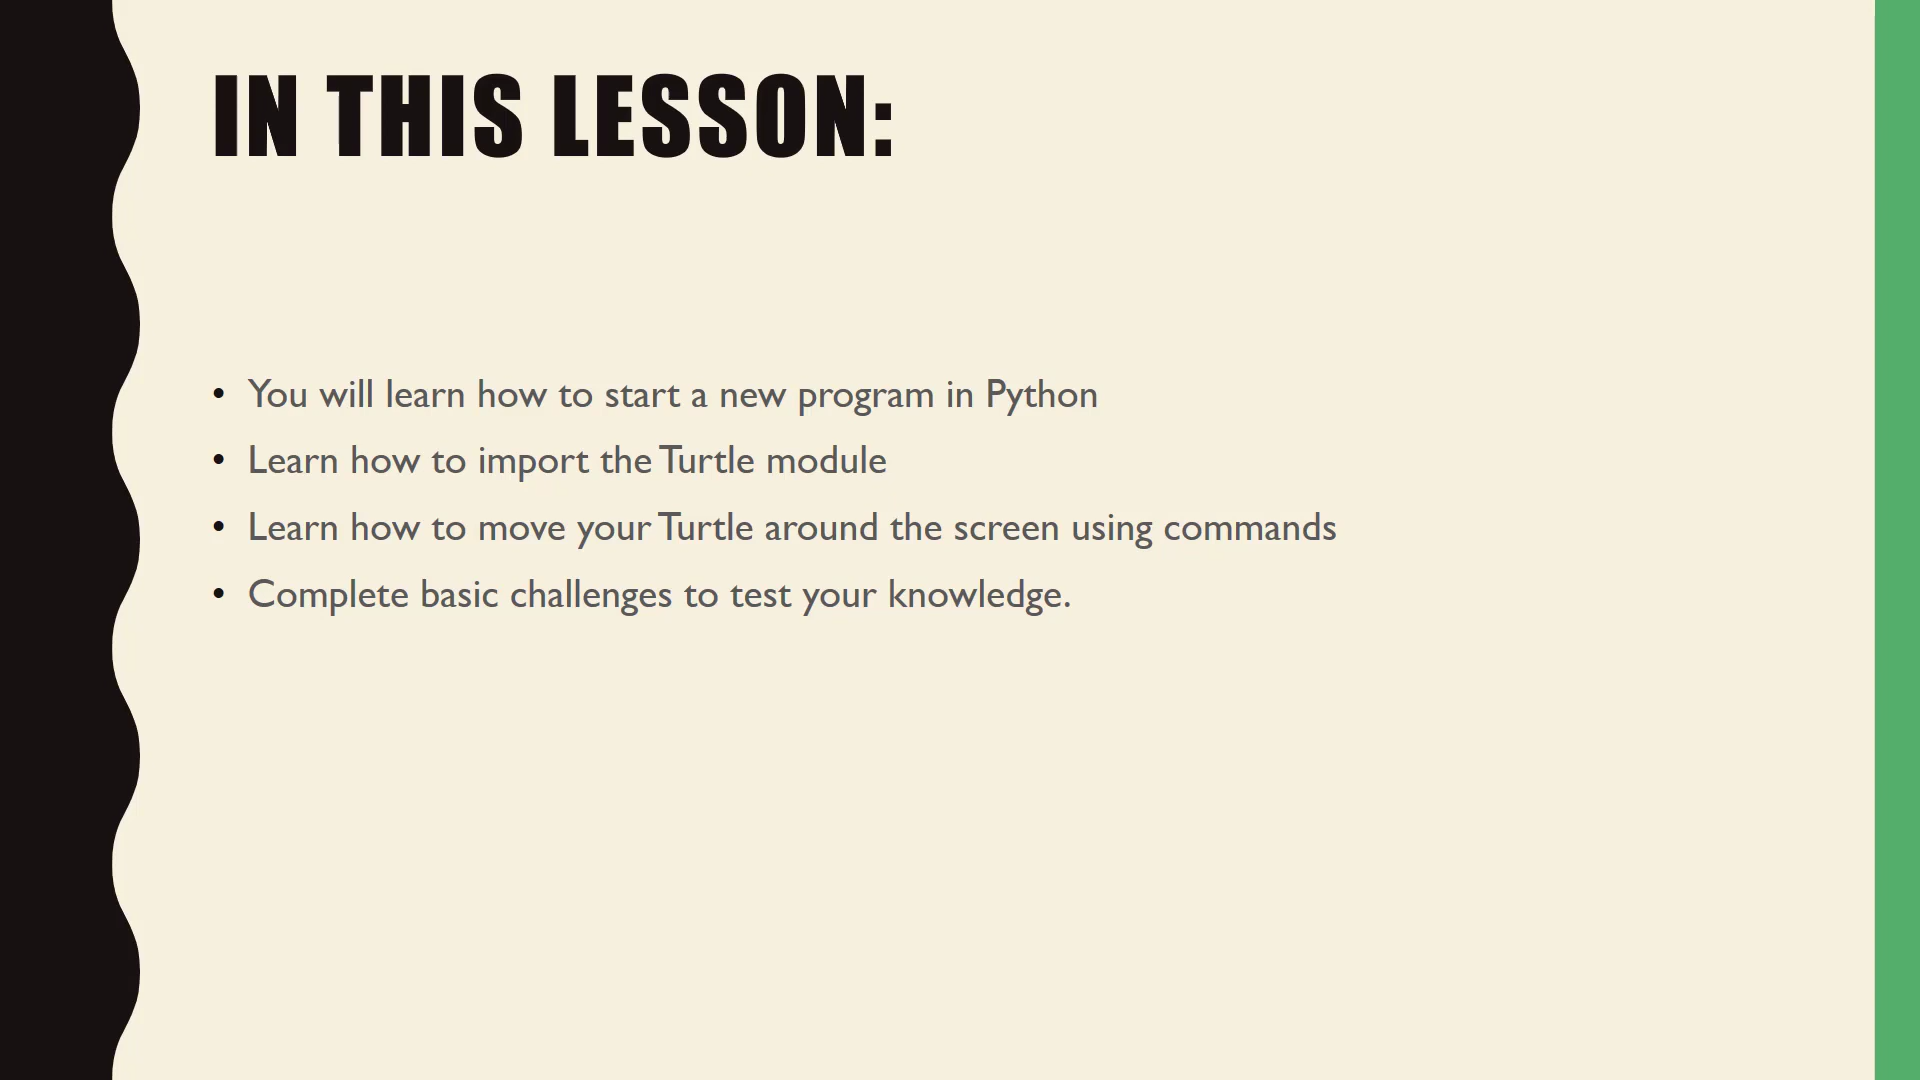 IN THIS LESSON:
• You will learn how to start a new program in Python
• Learn how to import the Turtle module
• Learn how to move your Turtle around the screen using commands
• Complete basic challenges to test your knowledge.